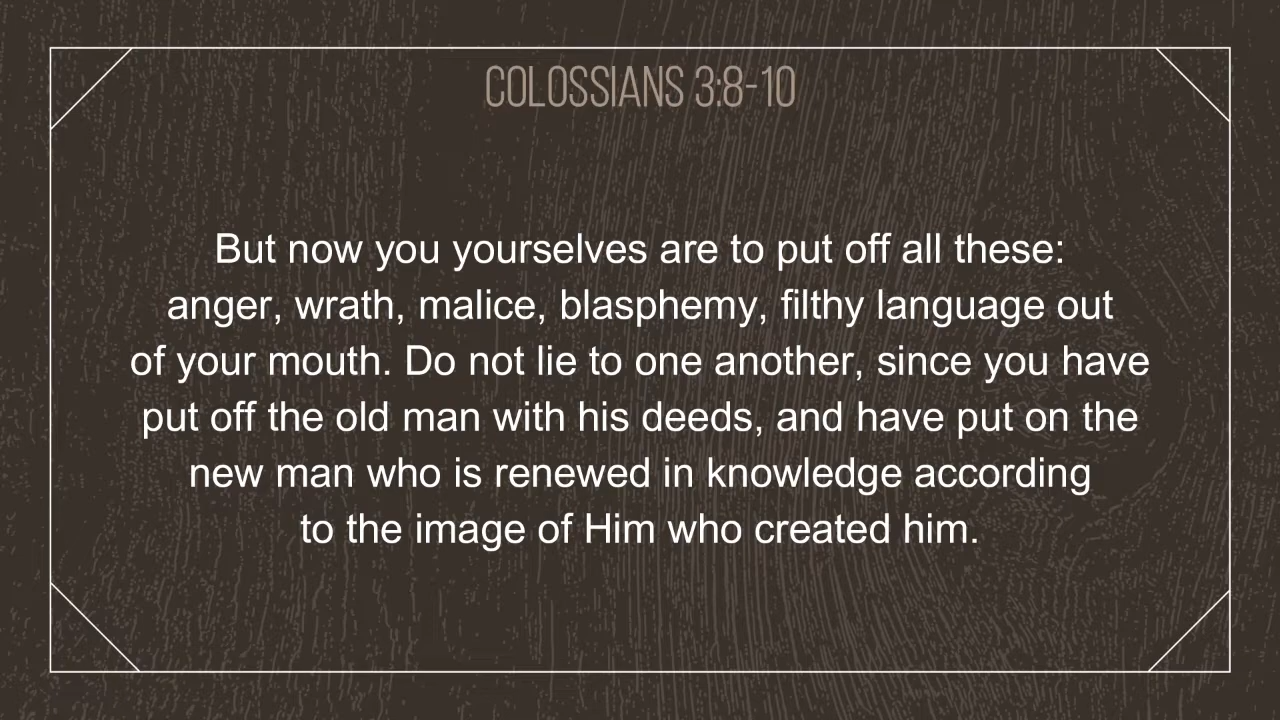 COLOSSIANS 3:8-10
But now you yourselves are to put off all these:
anger, wrath, malice, blasphemy, filthy language out
of your mouth. Do not lie to one another, since you have
put off the old man with his deeds, and have put on the
new man who is renewed in knowledge according
to the image of Him who created him.